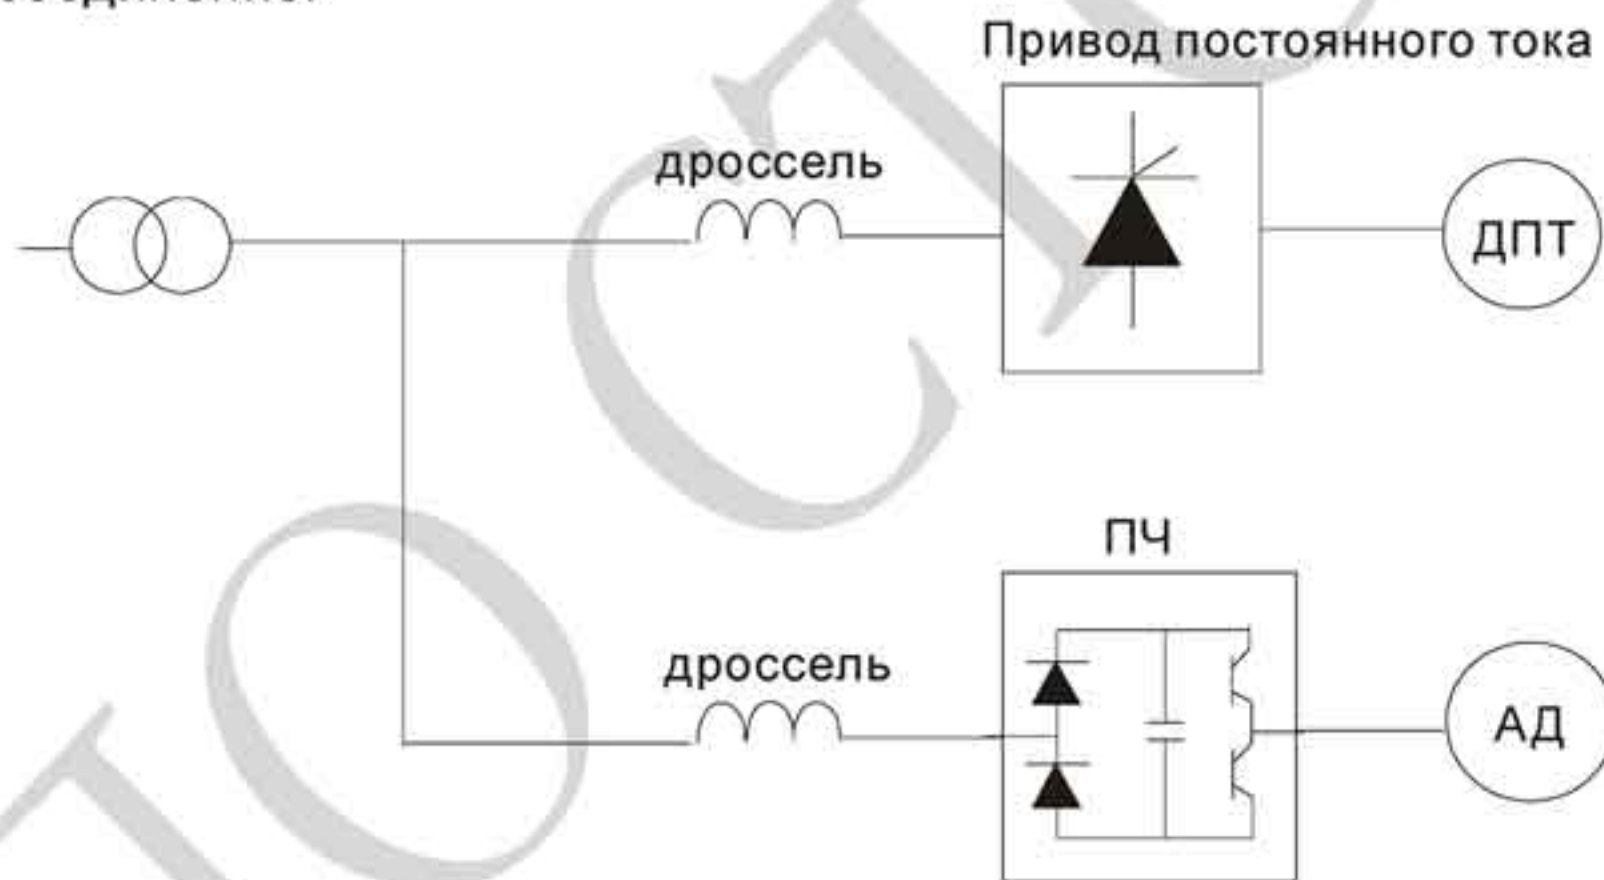 Привод постоянного тока
дроссель
ДПТ
ПЧ
дроссель
АД